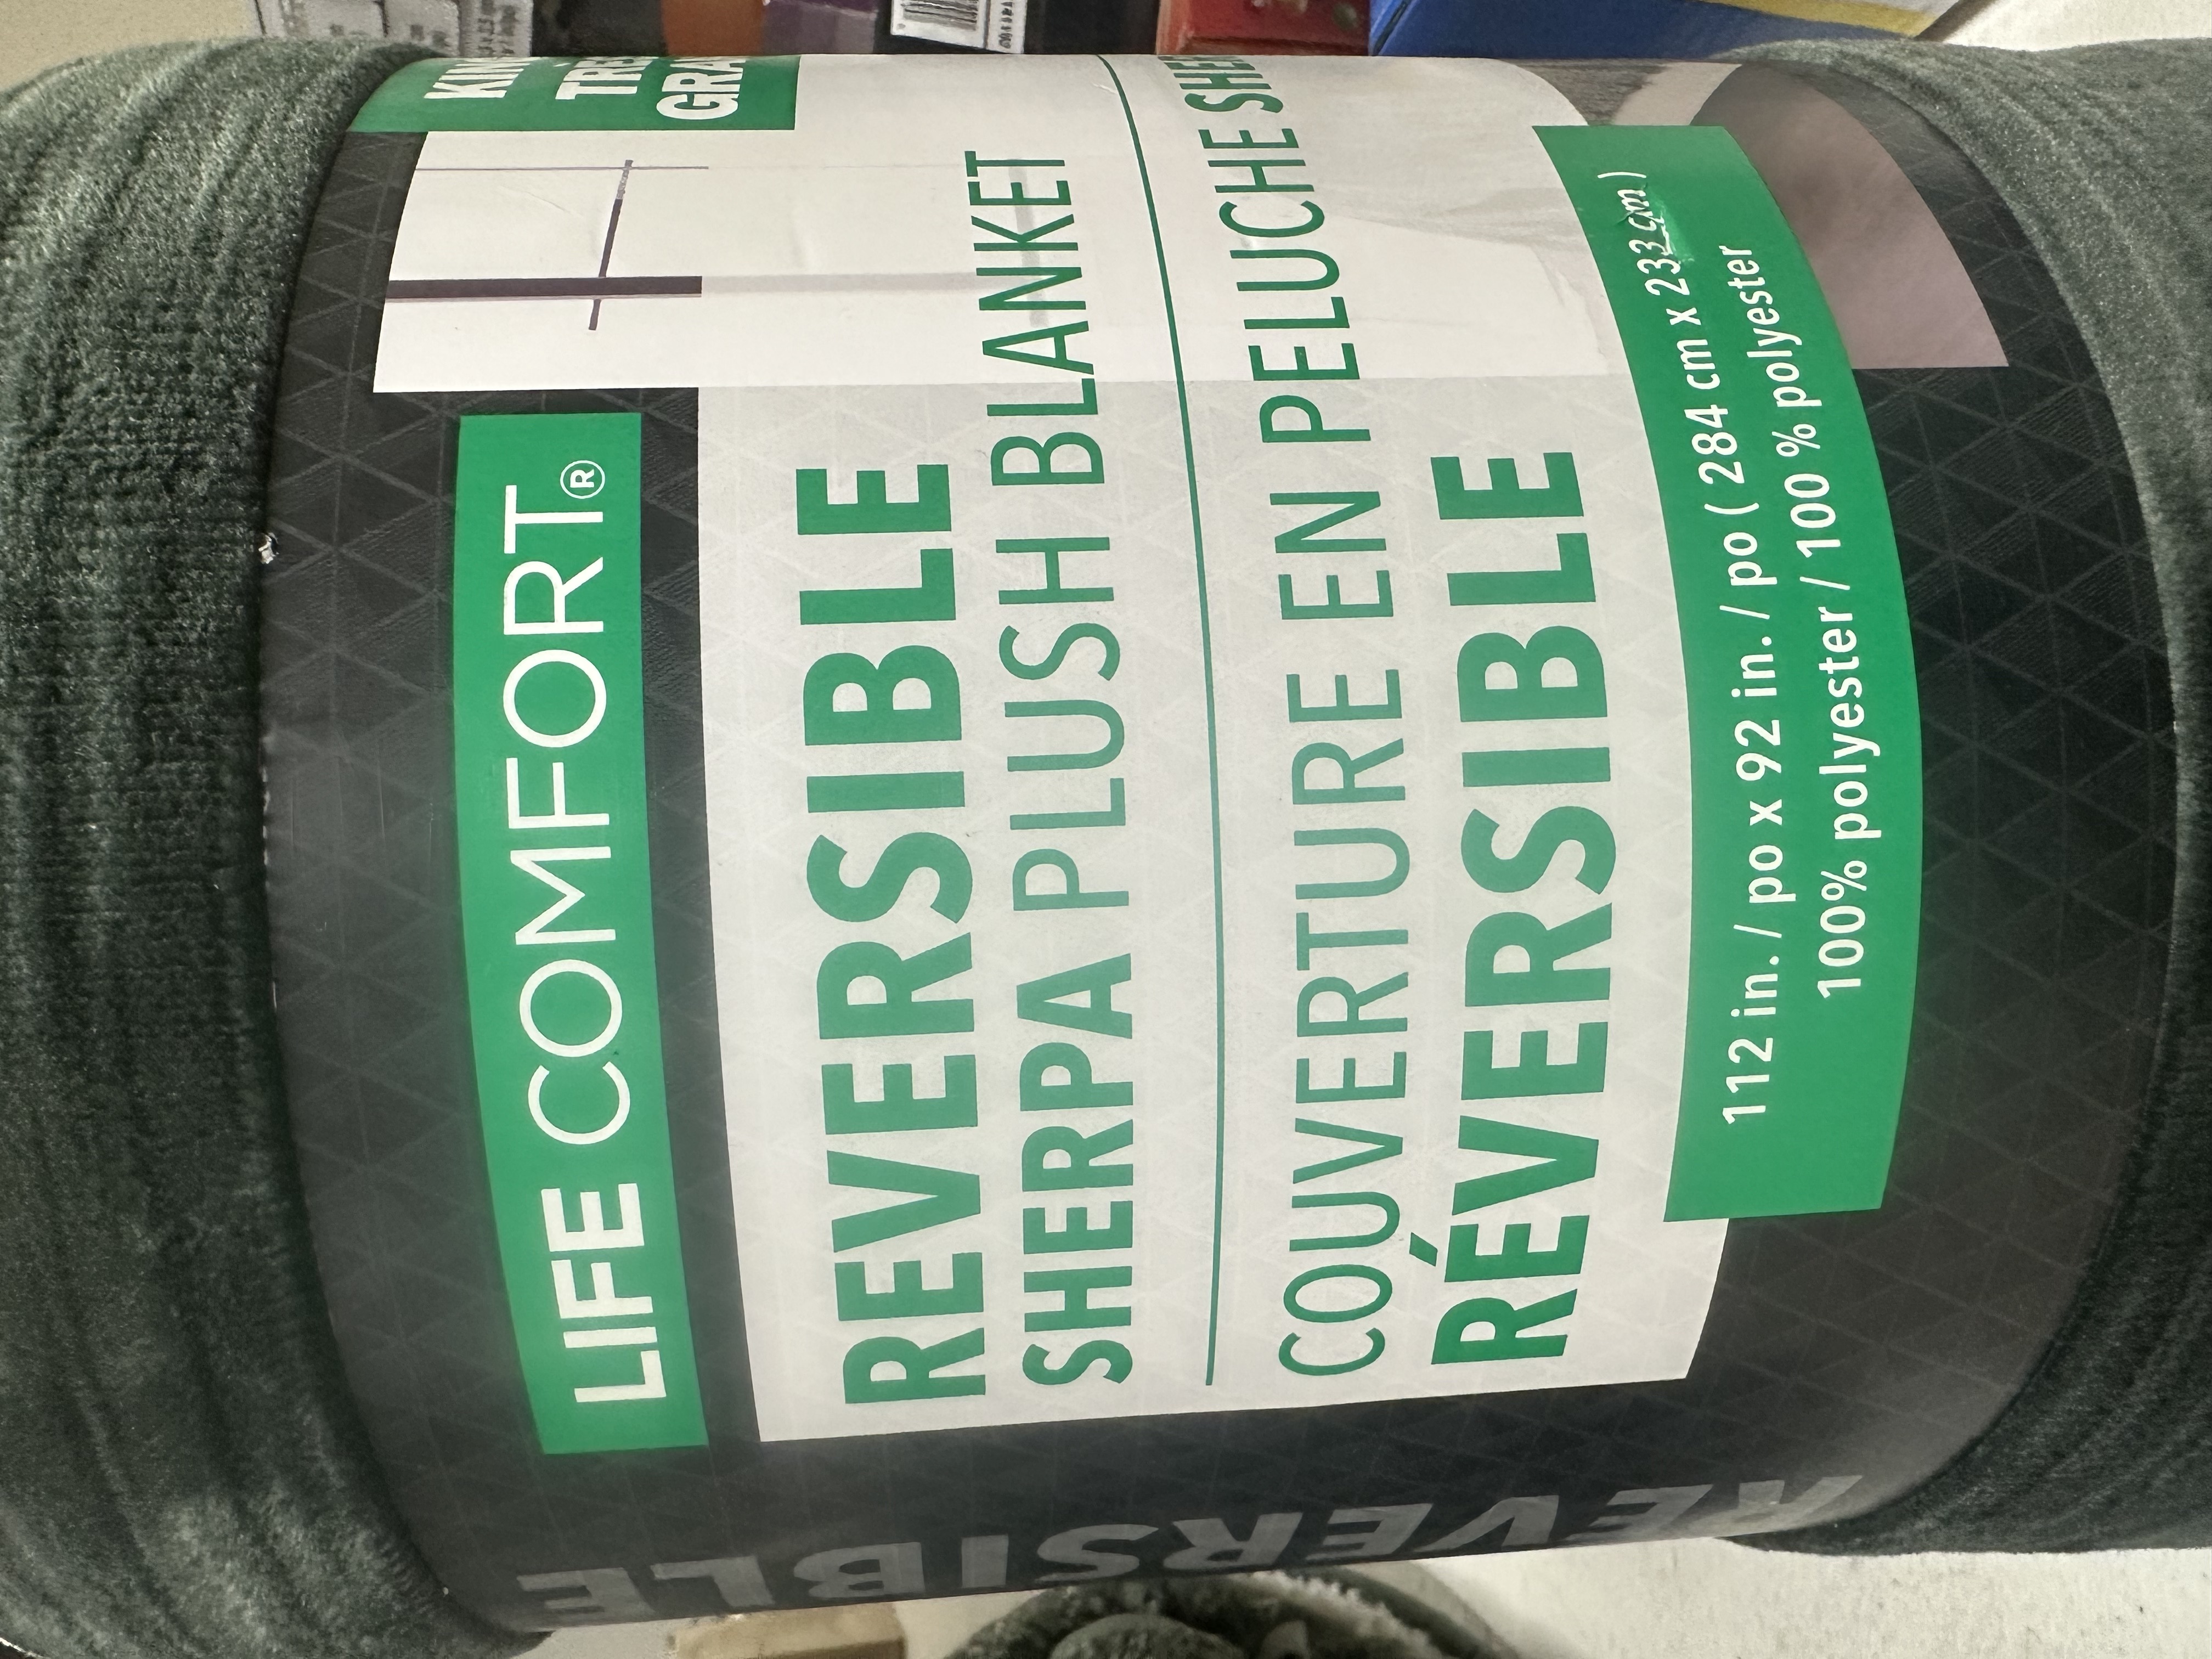 LIFE COMFORT®
REVERSIBLE
SHERPA PLUSH BLANKET
COUVERTURE EN PELUCHE
RÉVERSIBLE
112 in. / po x 92 in. / po ( 284 cm x 233 cm )
100% polyester / 100 % polyester
REVERSIBLE